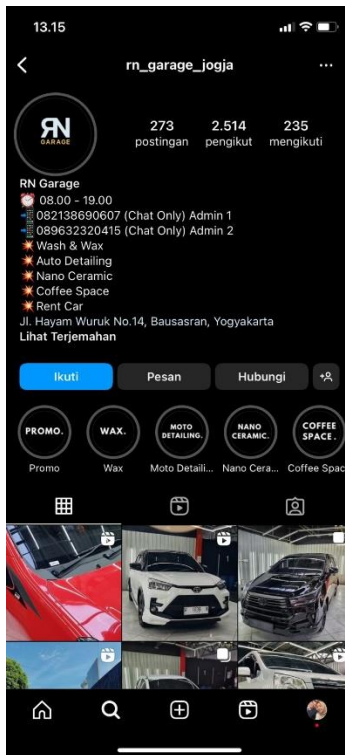 13.15
rn_garage_jogja
RN
GARAGE
273 2.514 235
postingan pengikut mengikuti
RN Garage
08.00 - 19.00
082138690607 (Chat Only) Admin 1
089632320415 (Chat Only) Admin 2
Wash & Wax
Auto Detailing
Nano Ceramic
Coffee Space
Rent Car
Jl. Hayam Wuruk No.14, Bausasran, Yogyakarta
Lihat Terjemahan
Ikuti Pesan Hubungi
PROMO. WAX. MOTO DETAILING. NANO CERAMIC. COFFEE SPACE.
Promo Wax Moto Detaili... Nano Cera... Coffee Spac